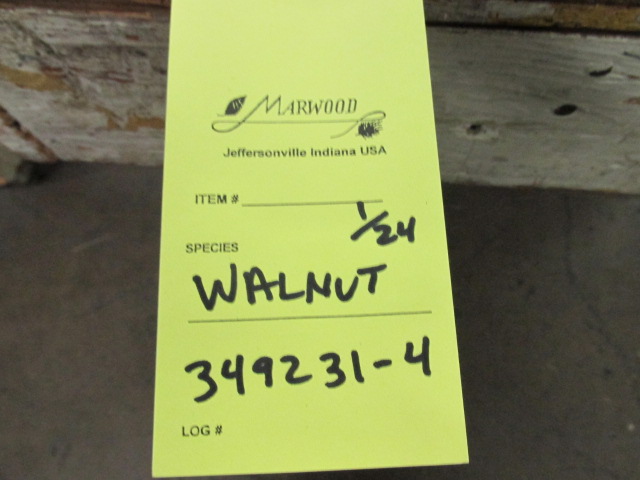 MARWOOD
Jeffersonville Indiana USA
ITEM #
1/24
SPECIES
WALNUT
349231-4
LOG #